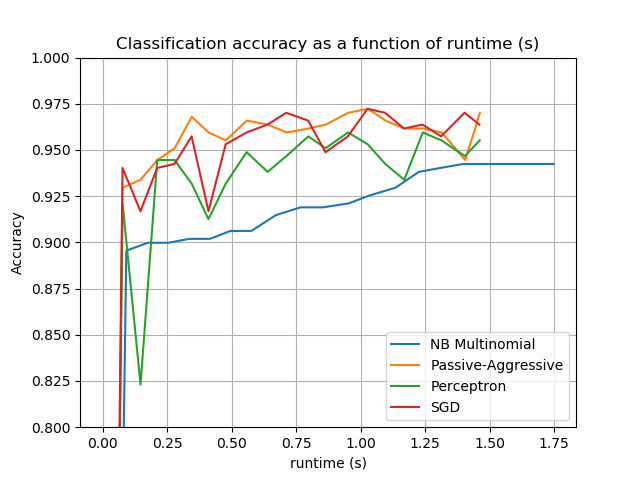 Classification accuracy as a function of runtime (s)
1.000
0.975
0.950
0.925
0.900
0.875
0.850
0.825
0.800
Accuracy
NB Multinomial
Passive-Aggressive
Perceptron
SGD
0.00 0.25 0.50 0.75 1.00 1.25 1.50 1.75
runtime (s)